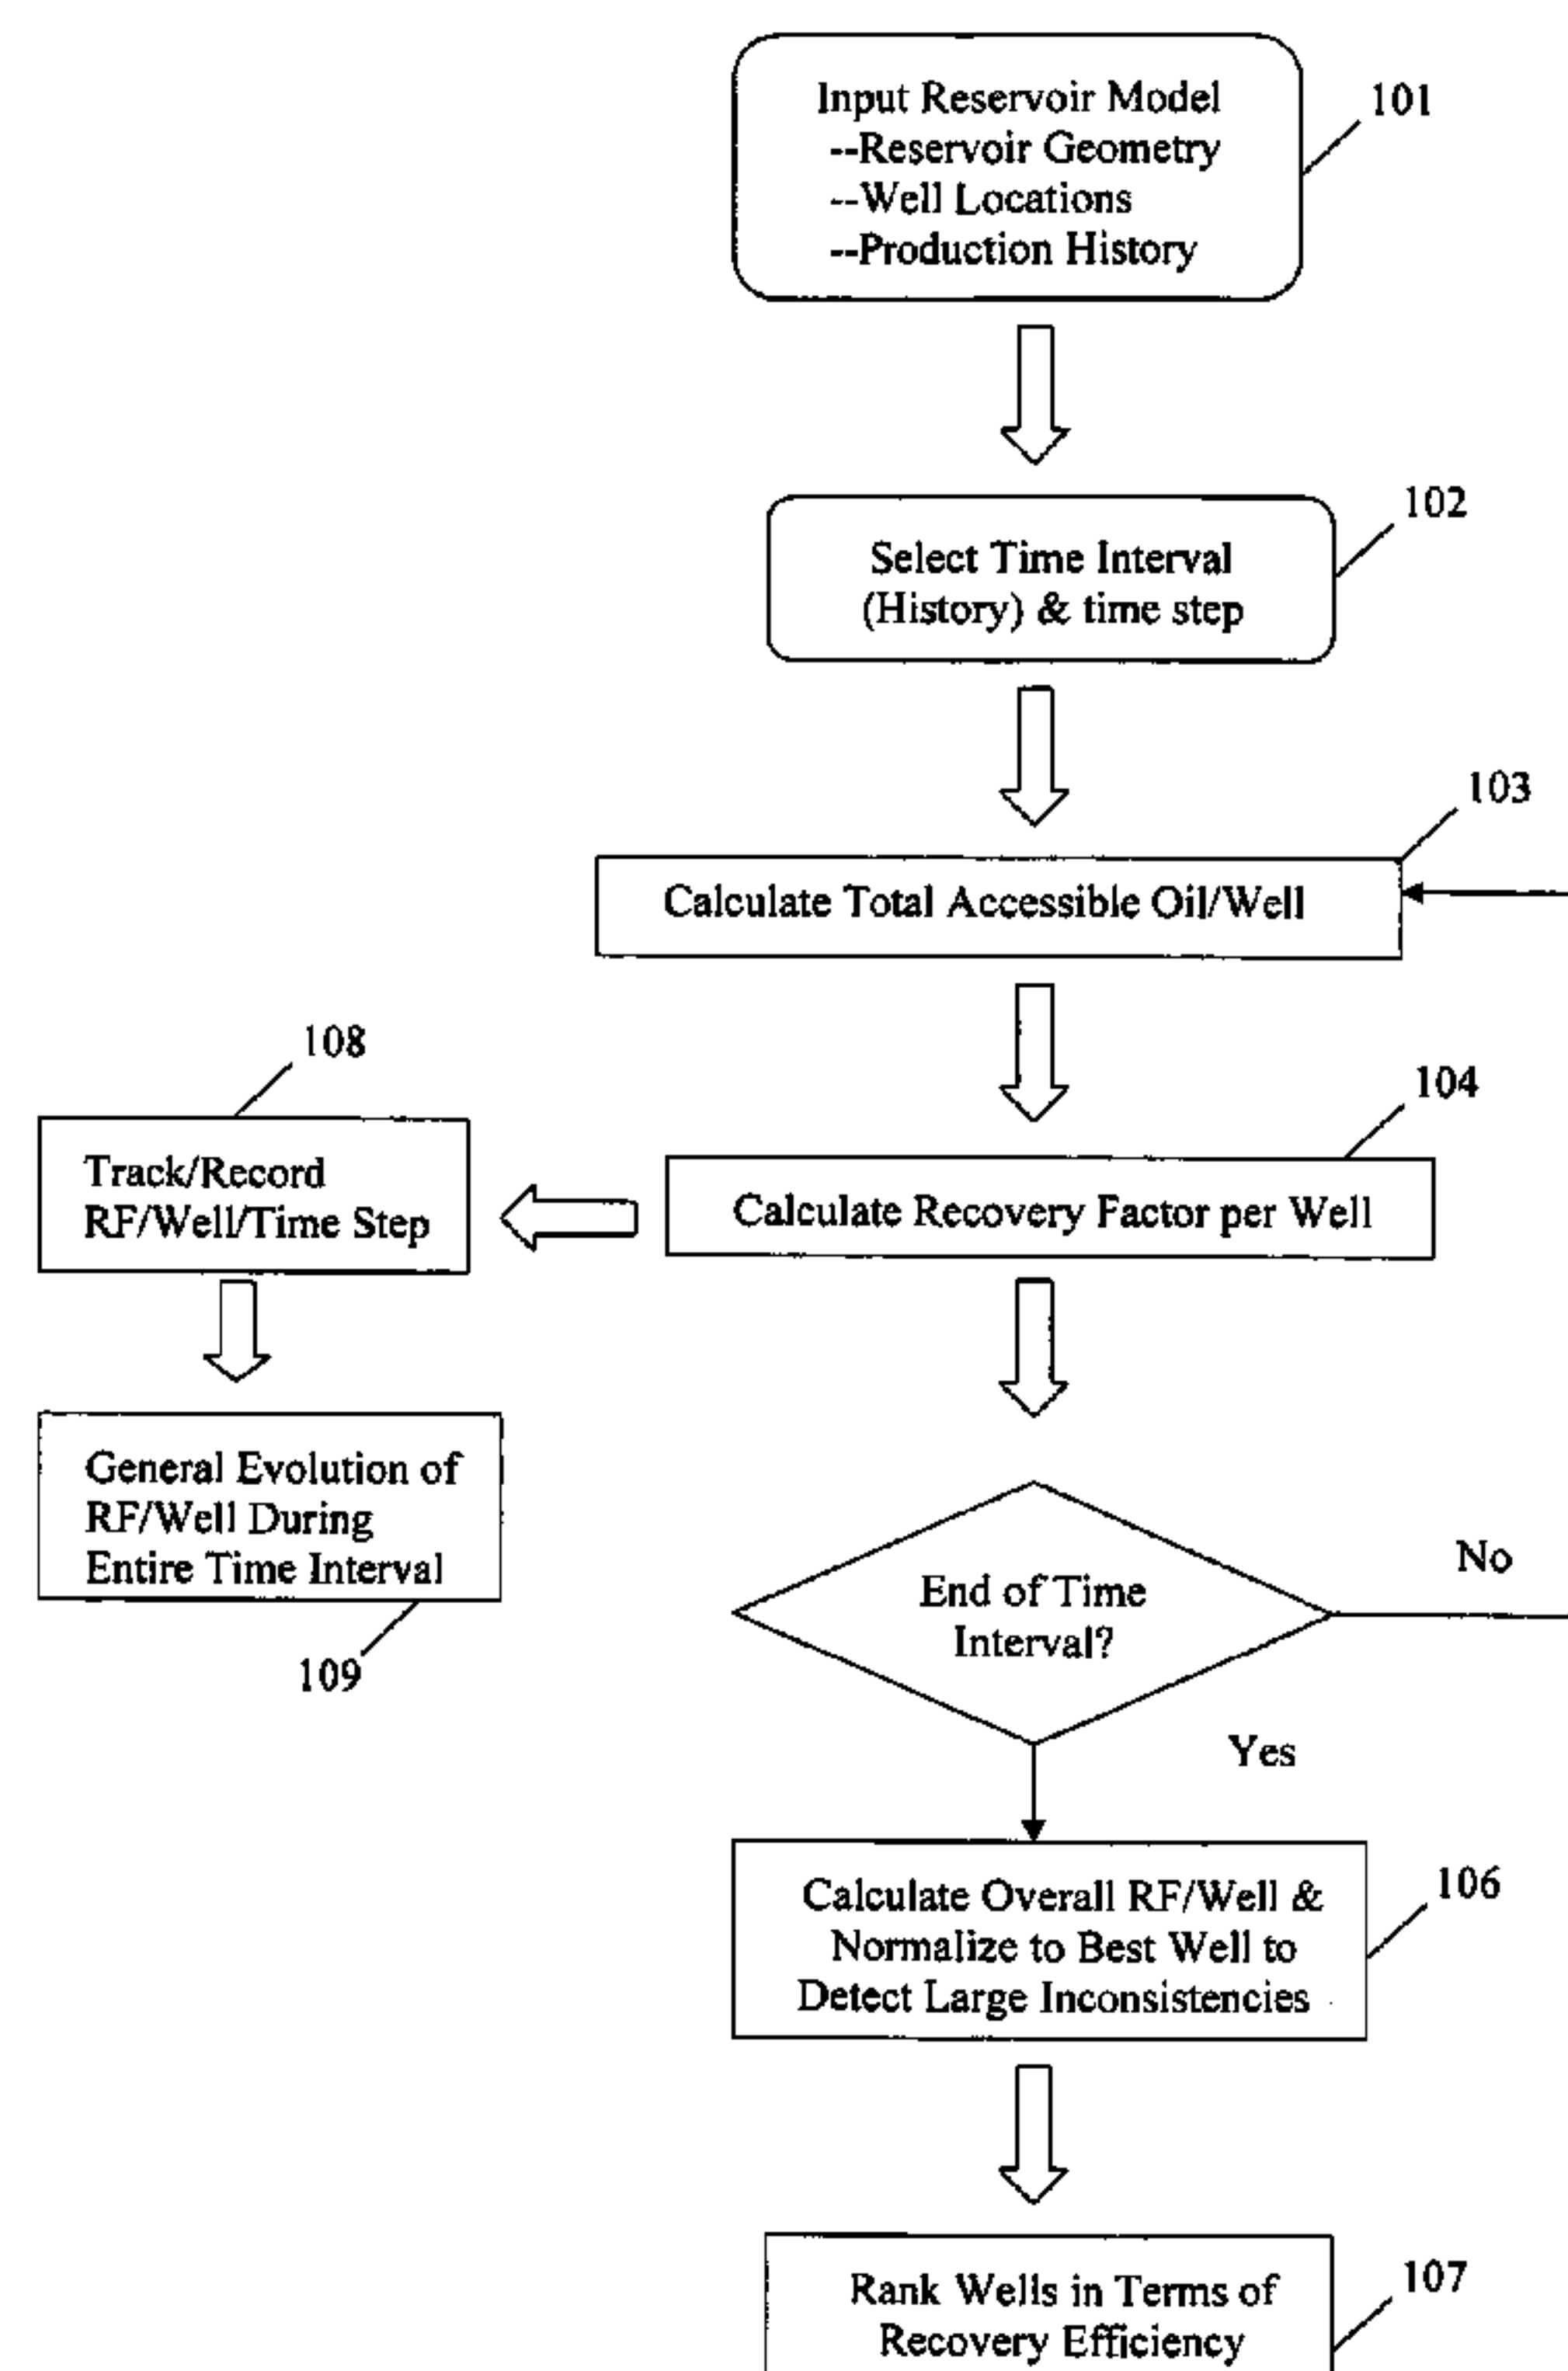 Input Reservoir Model
--Reservoir Geometry
--Well Locations
--Production History
101
Select Time Interval
(History) & time step
102
103
Calculate Total Accessible Oil/Well
108
104
Track/Record
RF/Well/Time Step
Calculate Recovery Factor per Well
General Evolution of
RF/Well During
Entire Time Interval
109
End of Time
Interval?
No
Yes
Calculate Overall RF/Well &
Normalize to Best Well to
Detect Large Inconsistencies
106
Rank Wells in Terms of
Recovery Efficiency
107